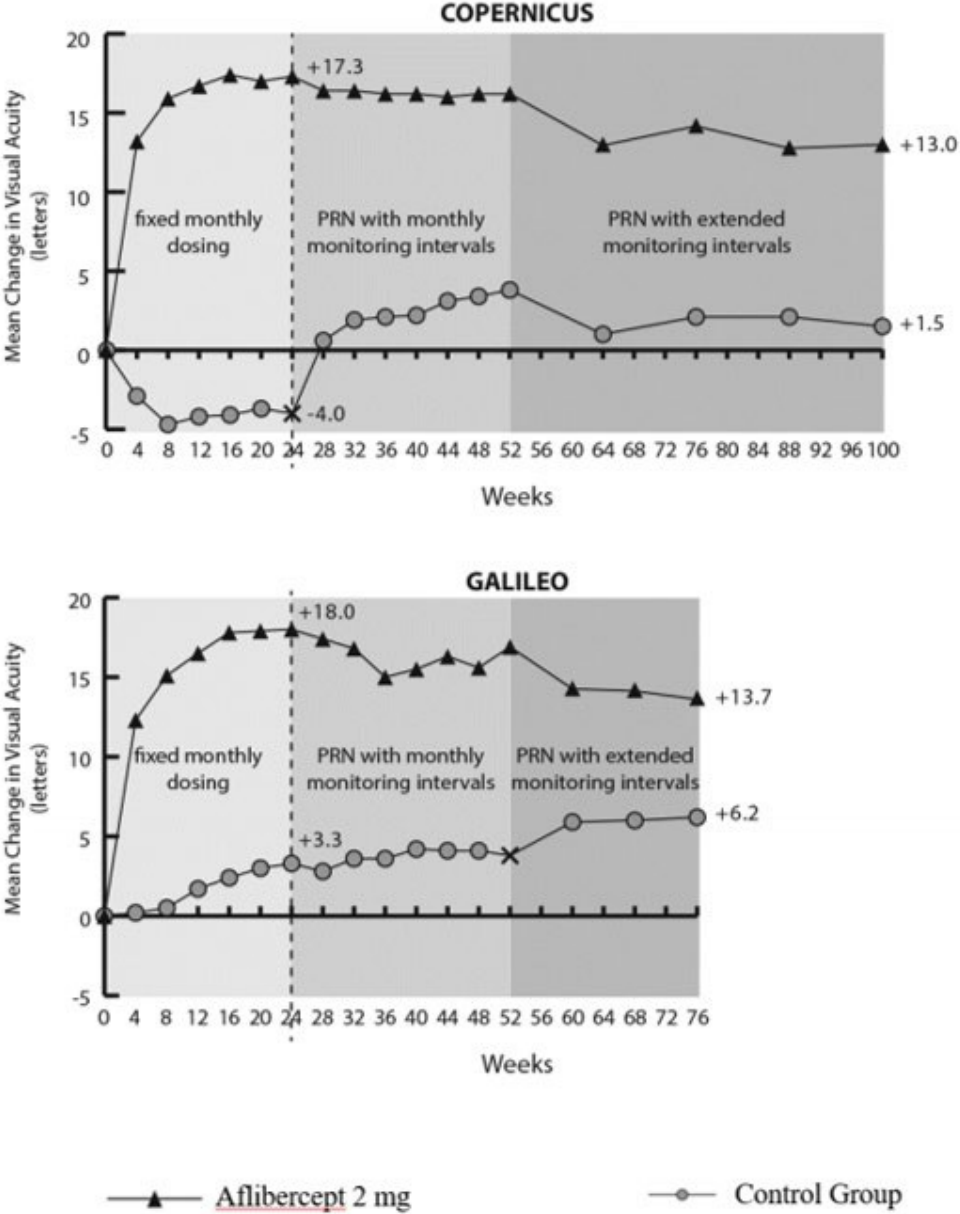 COPERNICUS
Mean Change in Visual Acuity
(letters)
20
15
10
5
0
-5
+17.3
+13.0
fixed monthly
dosing
PRN with monthly
monitoring intervals
PRN with extended
monitoring intervals
+1.5
-4.0
0 4 8 12 16 20 24 28 32 36 40 44 48 52 56 60 64 68 72 76 80 84 88 92 96 100
Weeks
GALILEO
Mean Change in Visual Acuity
(letters)
20
15
10
5
0
-5
+18.0
+13.7
fixed monthly
dosing
PRN with monthly
monitoring intervals
PRN with extended
monitoring intervals
+3.3
+6.2
0 4 8 12 16 20 24 28 32 36 40 44 48 52 56 60 64 68 72 76
Weeks
Aflibercept 2 mg
Control Group